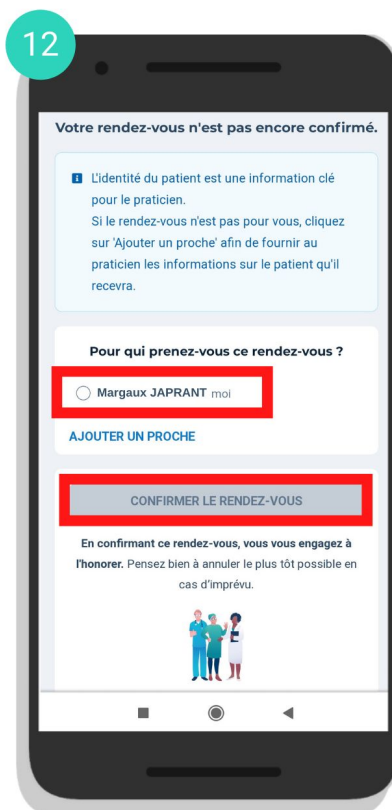 12
Votre rendez-vous n'est pas encore confirmé.
L'identité du patient est une information clé
pour le praticien.
Si le rendez-vous n'est pas pour vous, cliquez
sur 'Ajouter un proche' afin de fournir au
praticien les informations sur le patient qu'il
recevra.
Pour qui prenez-vous ce rendez-vous ?
Margaux JAPRANT moi
AJOUTER UN PROCHE
CONFIRMER LE RENDEZ-VOUS
En confirmant ce rendez-vous, vous vous engagez à
l'honorer. Pensez bien à annuler le plus tôt possible en
cas d'imprévu.